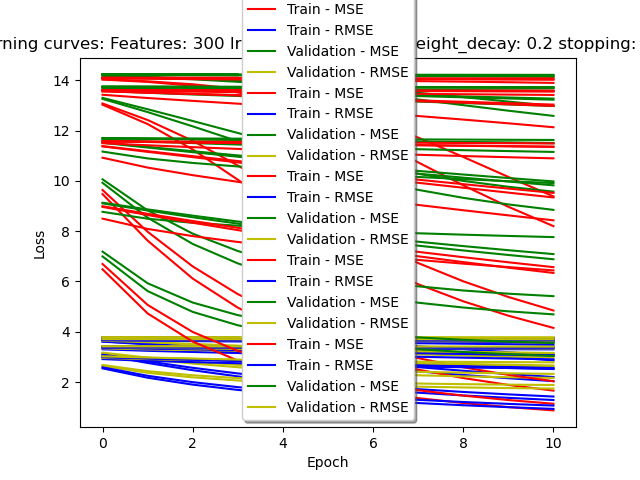 Train - MSE
rning curves: Features: 300 eight_decay: 0.2 stopping:
Train - RMSE
Validation - MSE
Validation - RMSE
Train - MSE
Train - RMSE
Validation - MSE
Validation - RMSE
Train - MSE
Train - RMSE
Validation - MSE
Validation - RMSE
Train - MSE
Train - RMSE
Validation - MSE
Validation - RMSE
Train - MSE
Train - RMSE
Validation - MSE
Validation - RMSE
14
12
10
8
6
4
2
Loss
0 2 4 6 8 10
Epoch